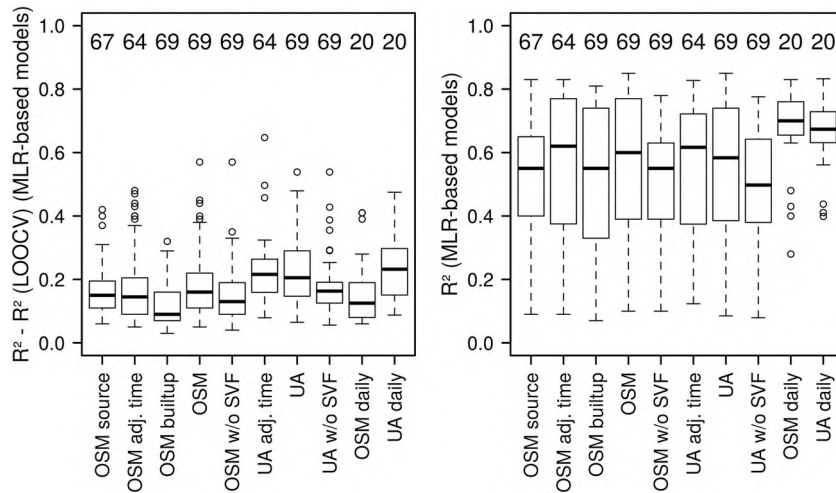 R² - R² (LOOCV) (MLR-based models)
1.0
0.8
0.6
0.4
0.2
0.0
67 64 69 69 69 64 69 69 20 20
OSM source
OSM adj. time
OSM builtup
OSM
OSM w/o SVF
UA adj. time
UA
UA w/o SVF
OSM daily
UA daily
R² (MLR-based models)
1.0
0.8
0.6
0.4
0.2
0.0
67 64 69 69 69 64 69 69 20 20
OSM source
OSM adj. time
OSM builtup
OSM
OSM w/o SVF
UA adj. time
UA
UA w/o SVF
OSM daily
UA daily